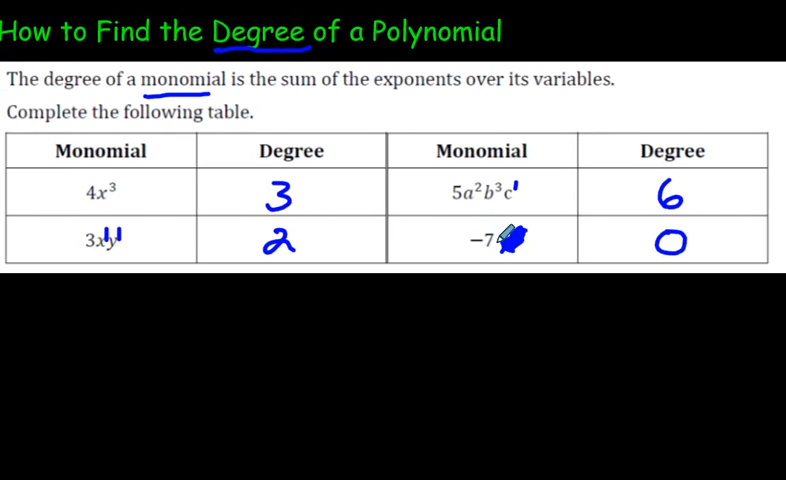 How to Find the Degree of a Polynomial
The degree of a monomial is the sum of the exponents over its variables.
Complete the following table.
Monomial Degree Monomial Degree
4x³ 3 5a²b³c¹ 6
3x¹y¹ 2 −7 0